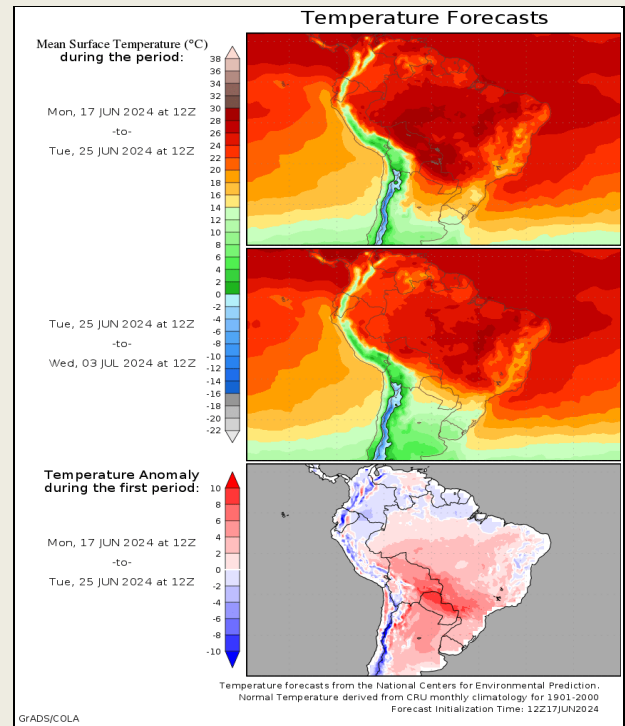 Temperature Forecasts
Mean Surface Temperature (°C)
during the period:
Mon, 17 JUN 2024 at 12Z
-to-
Tue, 25 JUN 2024 at 12Z
38
36
34
32
30
28
26
24
22
20
18
16
14
12
10
8
6
4
2
0
-2
-4
-6
-8
-10
-12
-14
-16
-18
-20
-22
Tue, 25 JUN 2024 at 12Z
-to-
Wed, 03 JUL 2024 at 12Z
Temperature Anomaly
during the first period:
Mon, 17 JUN 2024 at 12Z
-to-
Tue, 25 JUN 2024 at 12Z
10
8
6
4
2
0
-2
-4
-6
-8
-10
Temperature forecasts from the National Centers for Environmental Prediction.
Normal Temperature derived from CRU monthly climatology for 1901-2000
Forecast Initialization Time: 12Z17JUN2024
GrADS/COLA